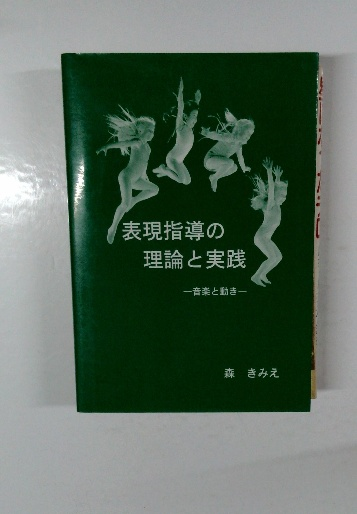 表現指導の
理論と実践
―音楽と動き―
森 きみえ